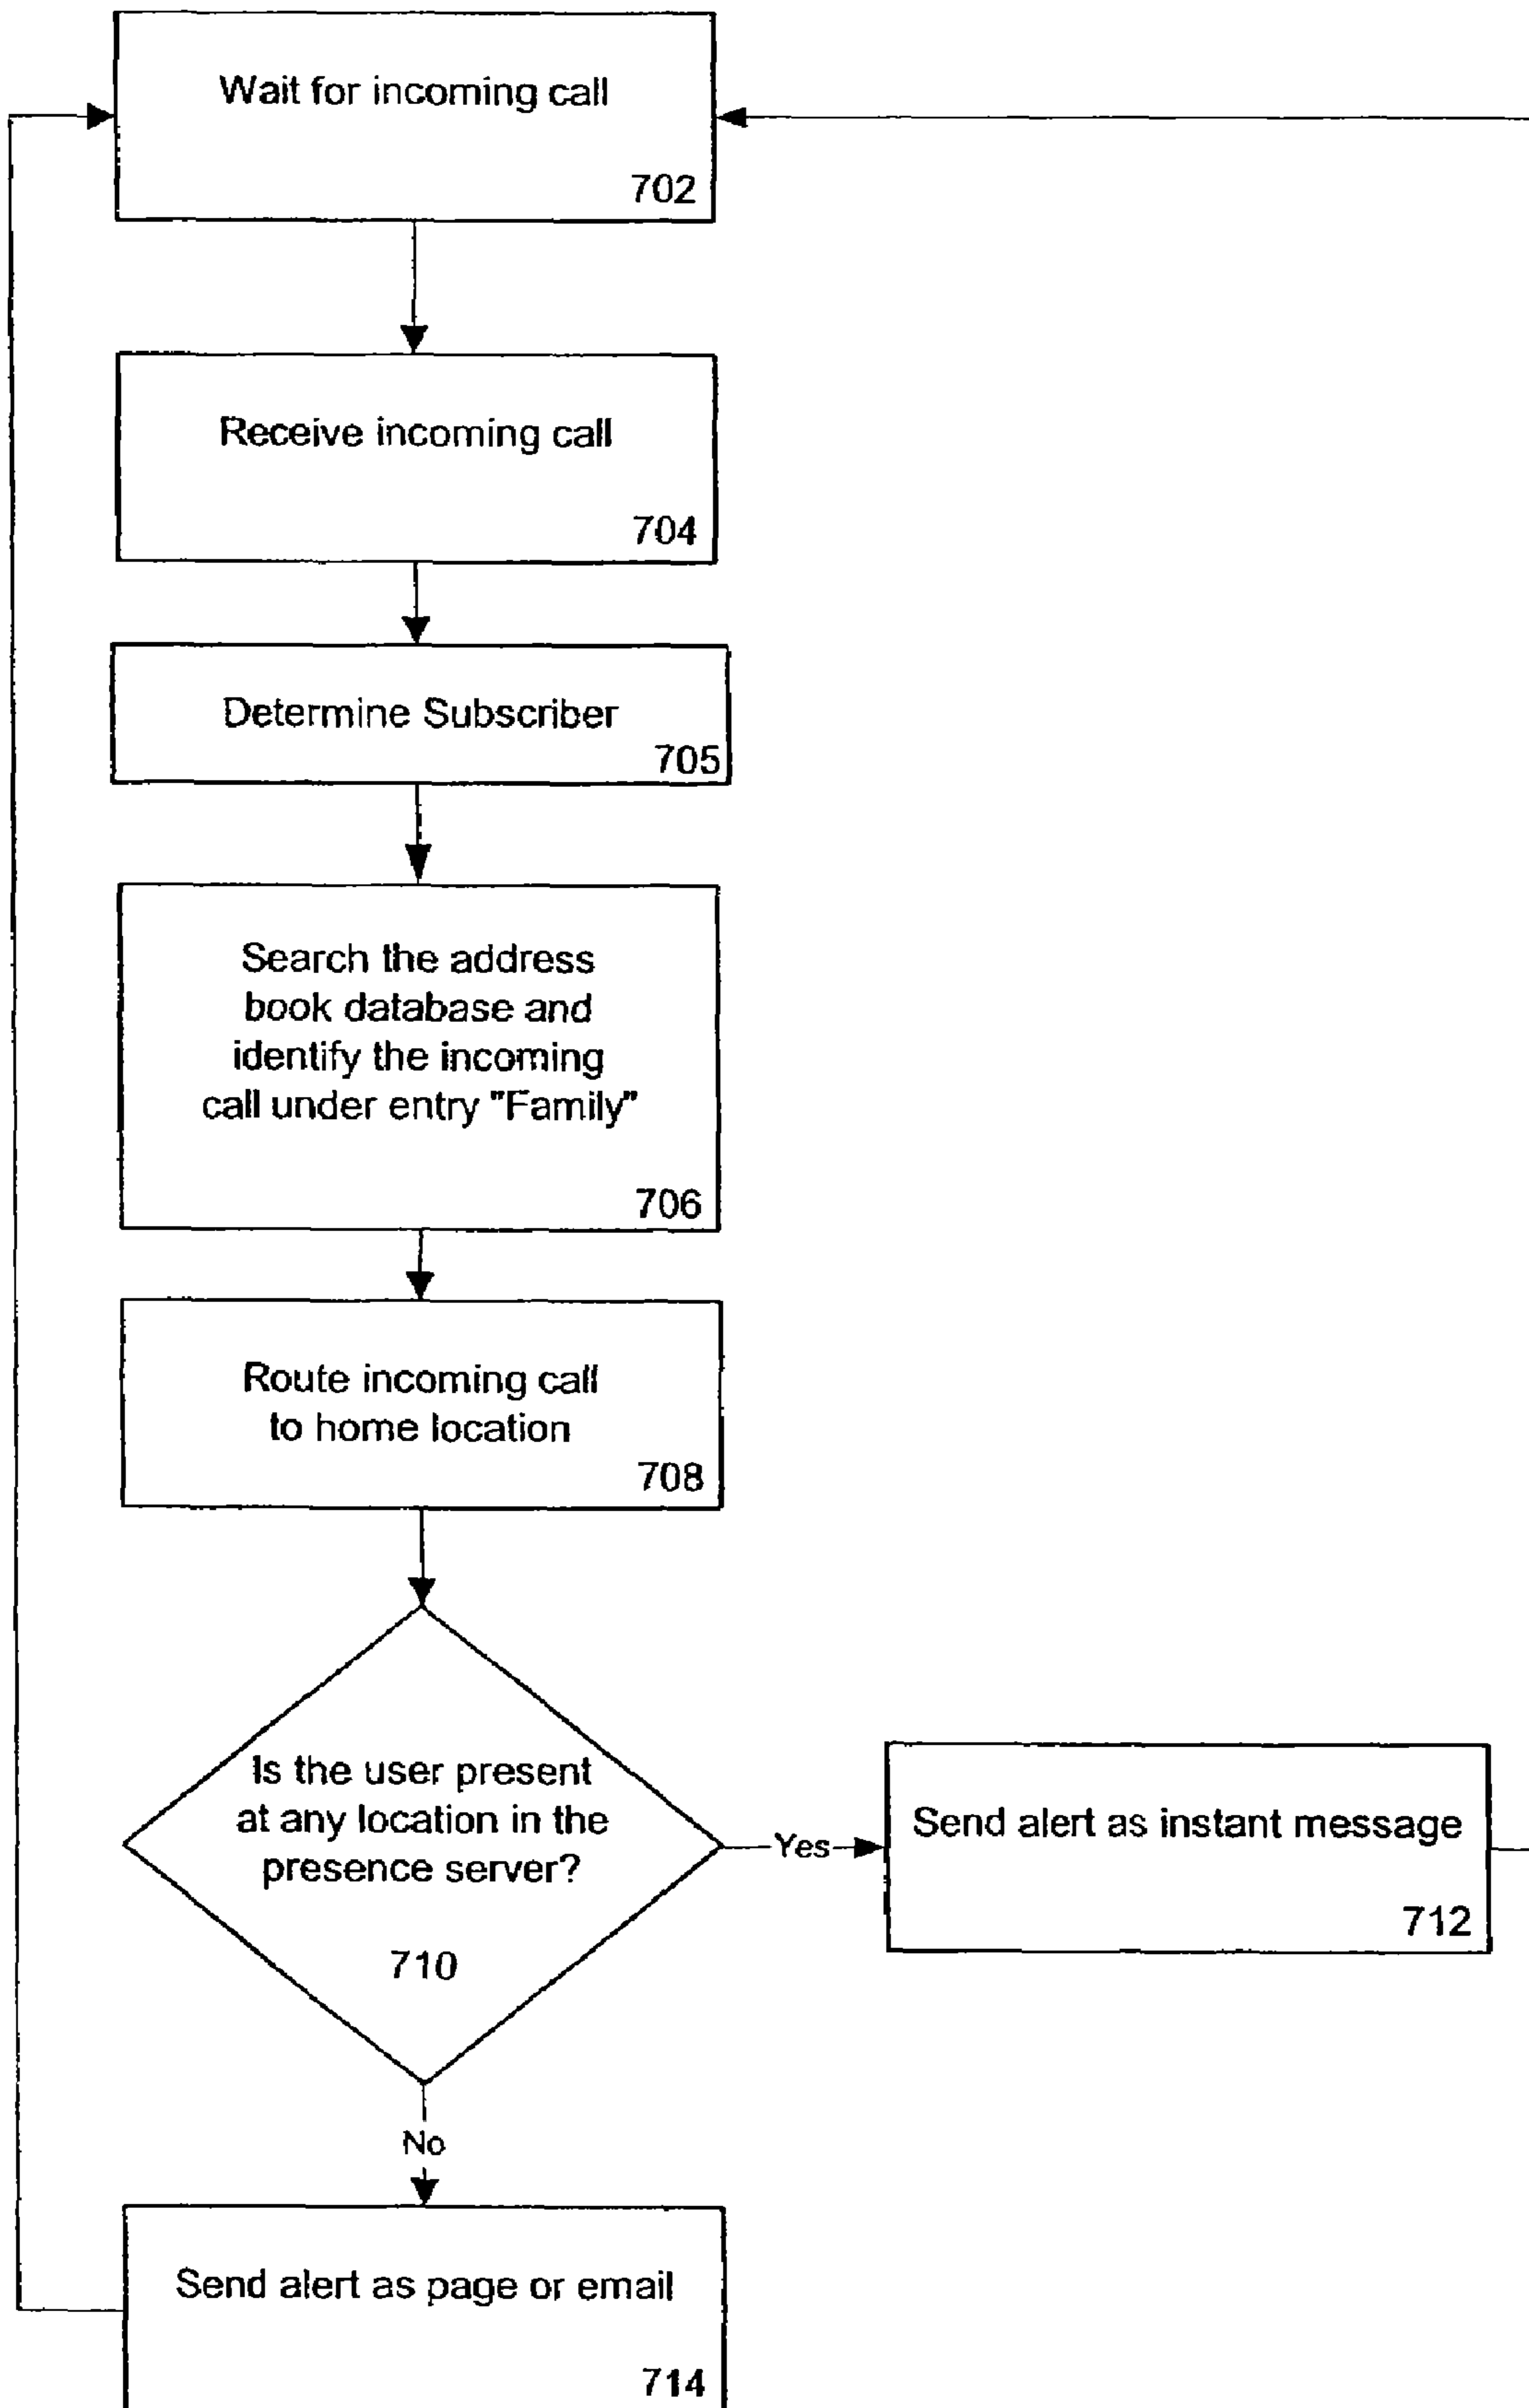 Wait for incoming call
702
Receive incoming call
704
Determine Subscriber
705
Search the address
book database and
identify the incoming
call under entry "Family"
706
Route incoming call
to home location
708
Is the user present
at any location in the
presence server?
710
Yes
Send alert as instant message
712
No
Send alert as page or email
714